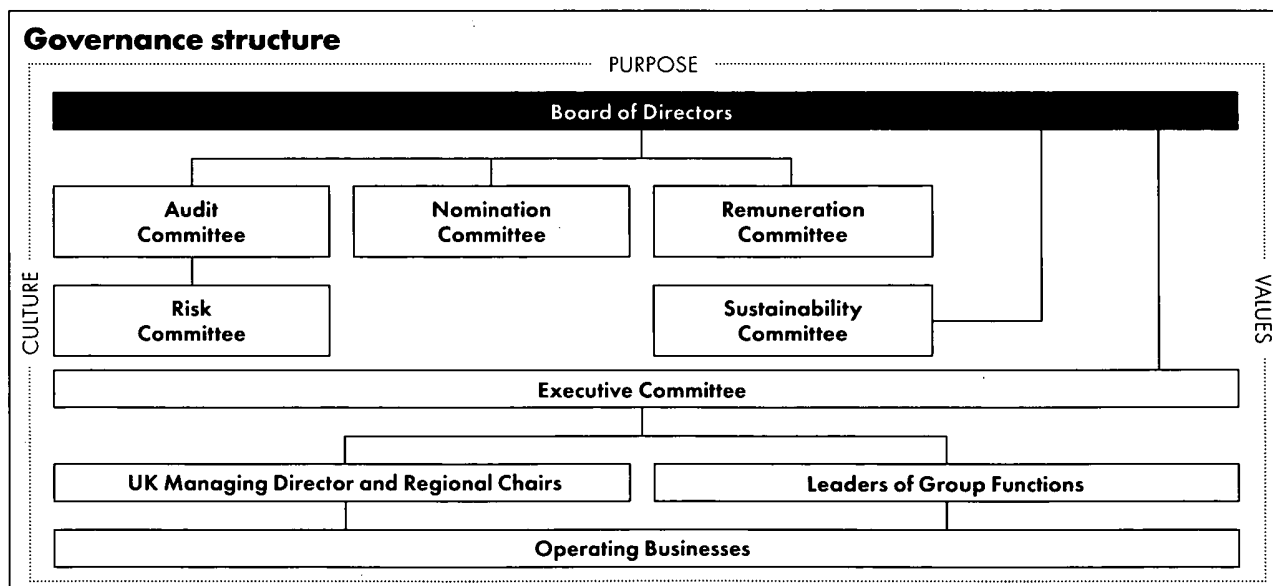 Governance structure
PURPOSE
Board of Directors
Audit
Committee
Nomination
Committee
Remuneration
Committee
CULTURE
VALUES
Risk
Committee
Sustainability
Committee
Executive Committee
UK Managing Director and Regional Chairs
Leaders of Group Functions
Operating Businesses